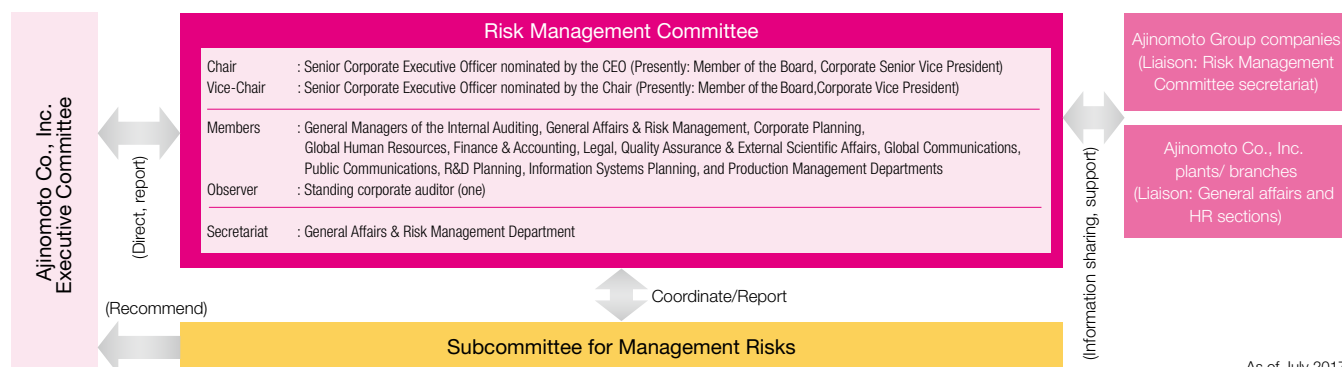 Ajinomoto Co., Inc.
Executive Committee
(Direct, report)
(Recommend)
Risk Management Committee
Chair : Senior Corporate Executive Officer nominated by the CEO (Presently: Member of the Board, Corporate Senior Vice President)
Vice-Chair : Senior Corporate Executive Officer nominated by the Chair (Presently: Member of the Board,Corporate Vice President)
Members : General Managers of the Internal Auditing, General Affairs & Risk Management, Corporate Planning,
Global Human Resources, Finance & Accounting, Legal, Quality Assurance & External Scientific Affairs, Global Communications,
Public Communications, R&D Planning, Information Systems Planning, and Production Management Departments
Observer : Standing corporate auditor (one)
Secretariat : General Affairs & Risk Management Department
Coordinate/Report
Subcommittee for Management Risks
(Information sharing, support)
Ajinomoto Group companies
(Liaison: Risk Management
Committee secretariat)
Ajinomoto Co., Inc.
plants/ branches
(Liaison: General affairs and
HR sections)
As of July 2017